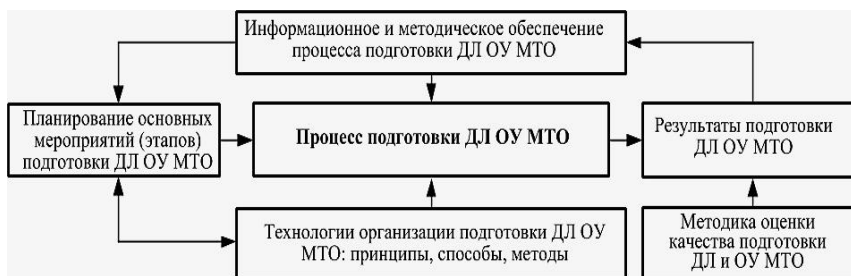 Информационное и методическое обеспечение
процесса подготовки ДЛ ОУ МТО
Планирование основных
мероприятий (этапов)
подготовки ДЛ ОУ МТО
Процесс подготовки ДЛ ОУ МТО
Результаты подготовки
ДЛ ОУ МТО
Технологии организации подготовки ДЛ ОУ
МТО: принципы, способы, методы
Методика оценки
качества подготовки
ДЛ и ОУ МТО